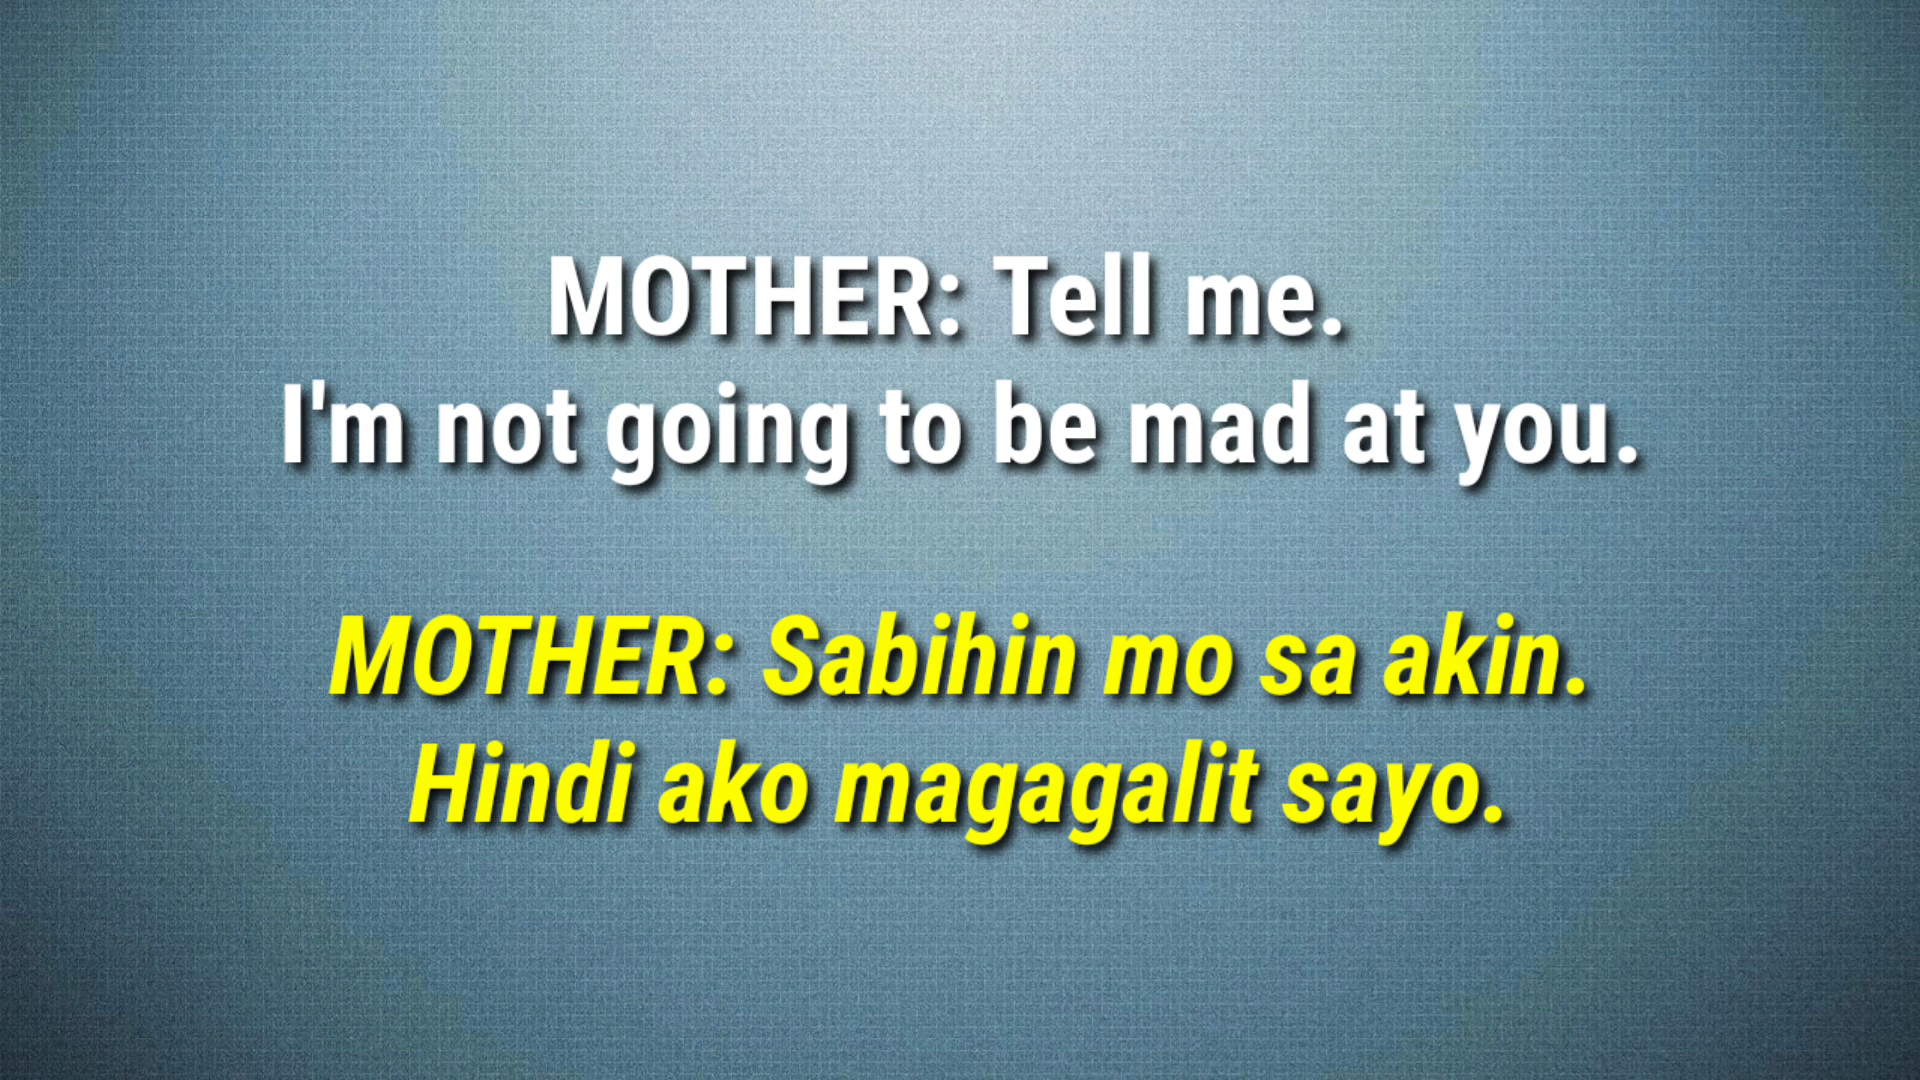 MOTHER: Tell me.
I'm not going to be mad at you.
MOTHER: Sabihin mo sa akin.
Hindi ako magagalit sayo.